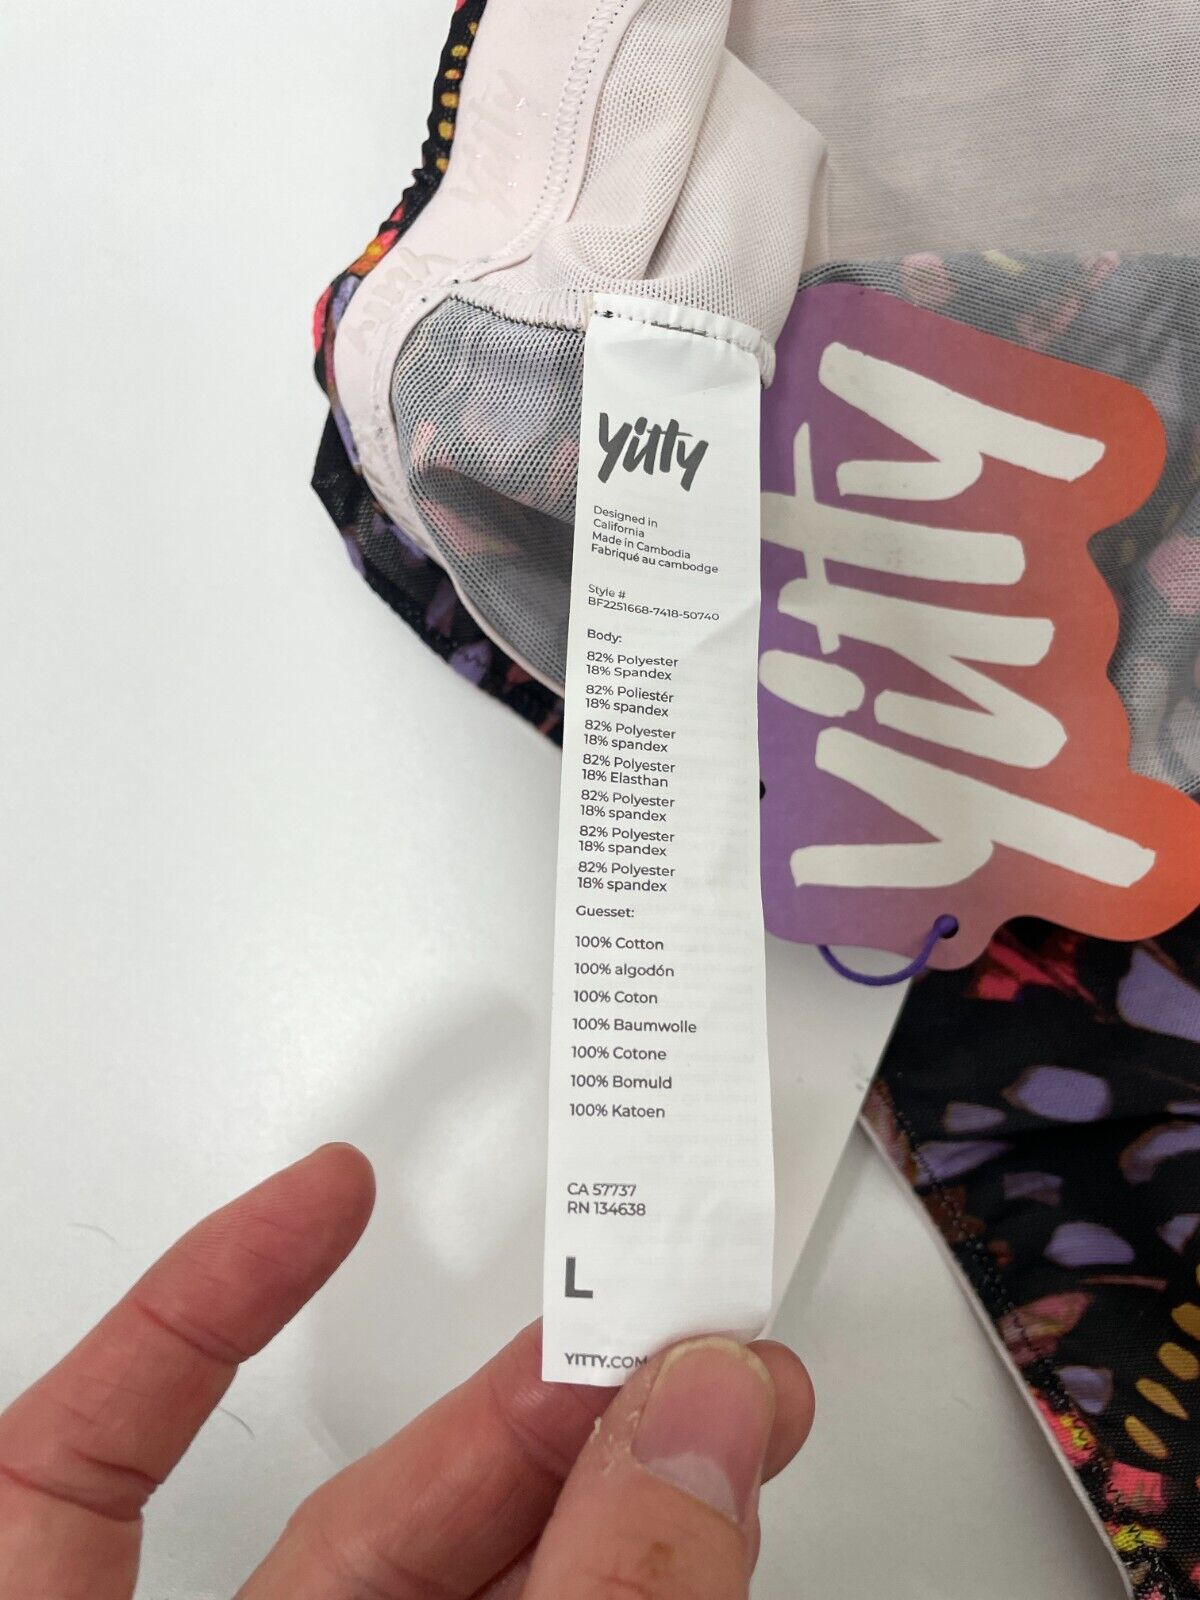 yitty
Designed in
California
Made in Cambodia
Fabriqué au cambodge
Style #
BF2251668-7418-50740
Body:
82% Polyester
18% Spandex
82% Poliestér
18% spandex
82% Polyester
18% spandex
82% Polyester
18% Elasthan
82% Polyester
18% spandex
82% Polyester
18% spandex
82% Polyester
18% spandex
Guesset:
100% Cotton
100% algodón
100% Coton
100% Baumwolle
100% Cotone
100% Bomuld
100% Katoen
CA 57737
RN 134638
L
YITTY.COM
yitty
yitty